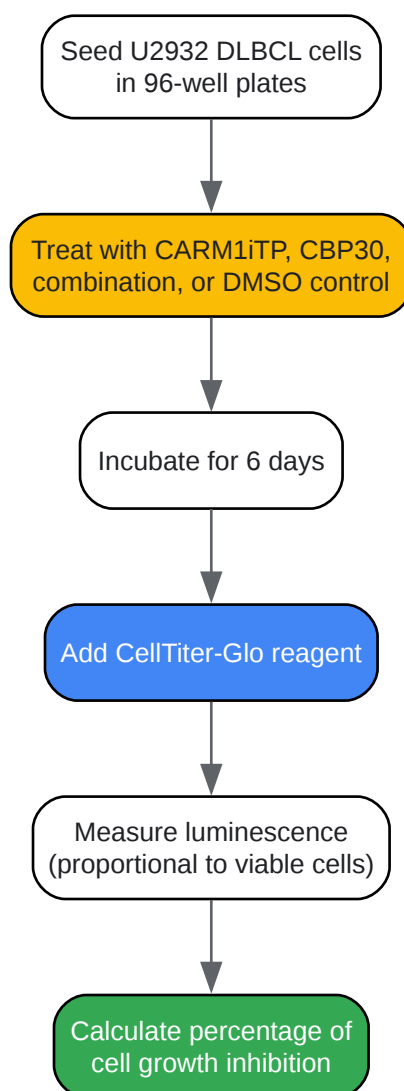 Seed U2932 DLBCL cells
in 96-well plates
Treat with CARM1iTP, CBP30,
combination, or DMSO control
Incubate for 6 days
Add CellTiter-Glo reagent
Measure luminescence
(proportional to viable cells)
Calculate percentage of
cell growth inhibition